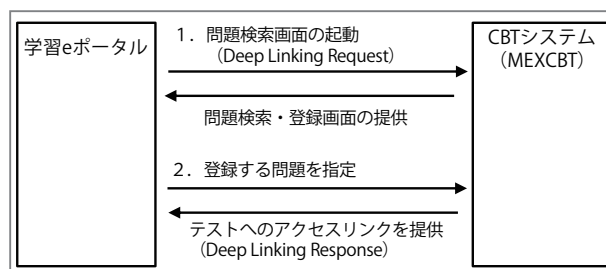 学習eポータル
1．問題検索画面の起動
（Deep Linking Request）
CBTシステム
（MEXCBT）
問題検索・登録画面の提供
2．登録する問題を指定
テストへのアクセスリンクを提供
（Deep Linking Response）